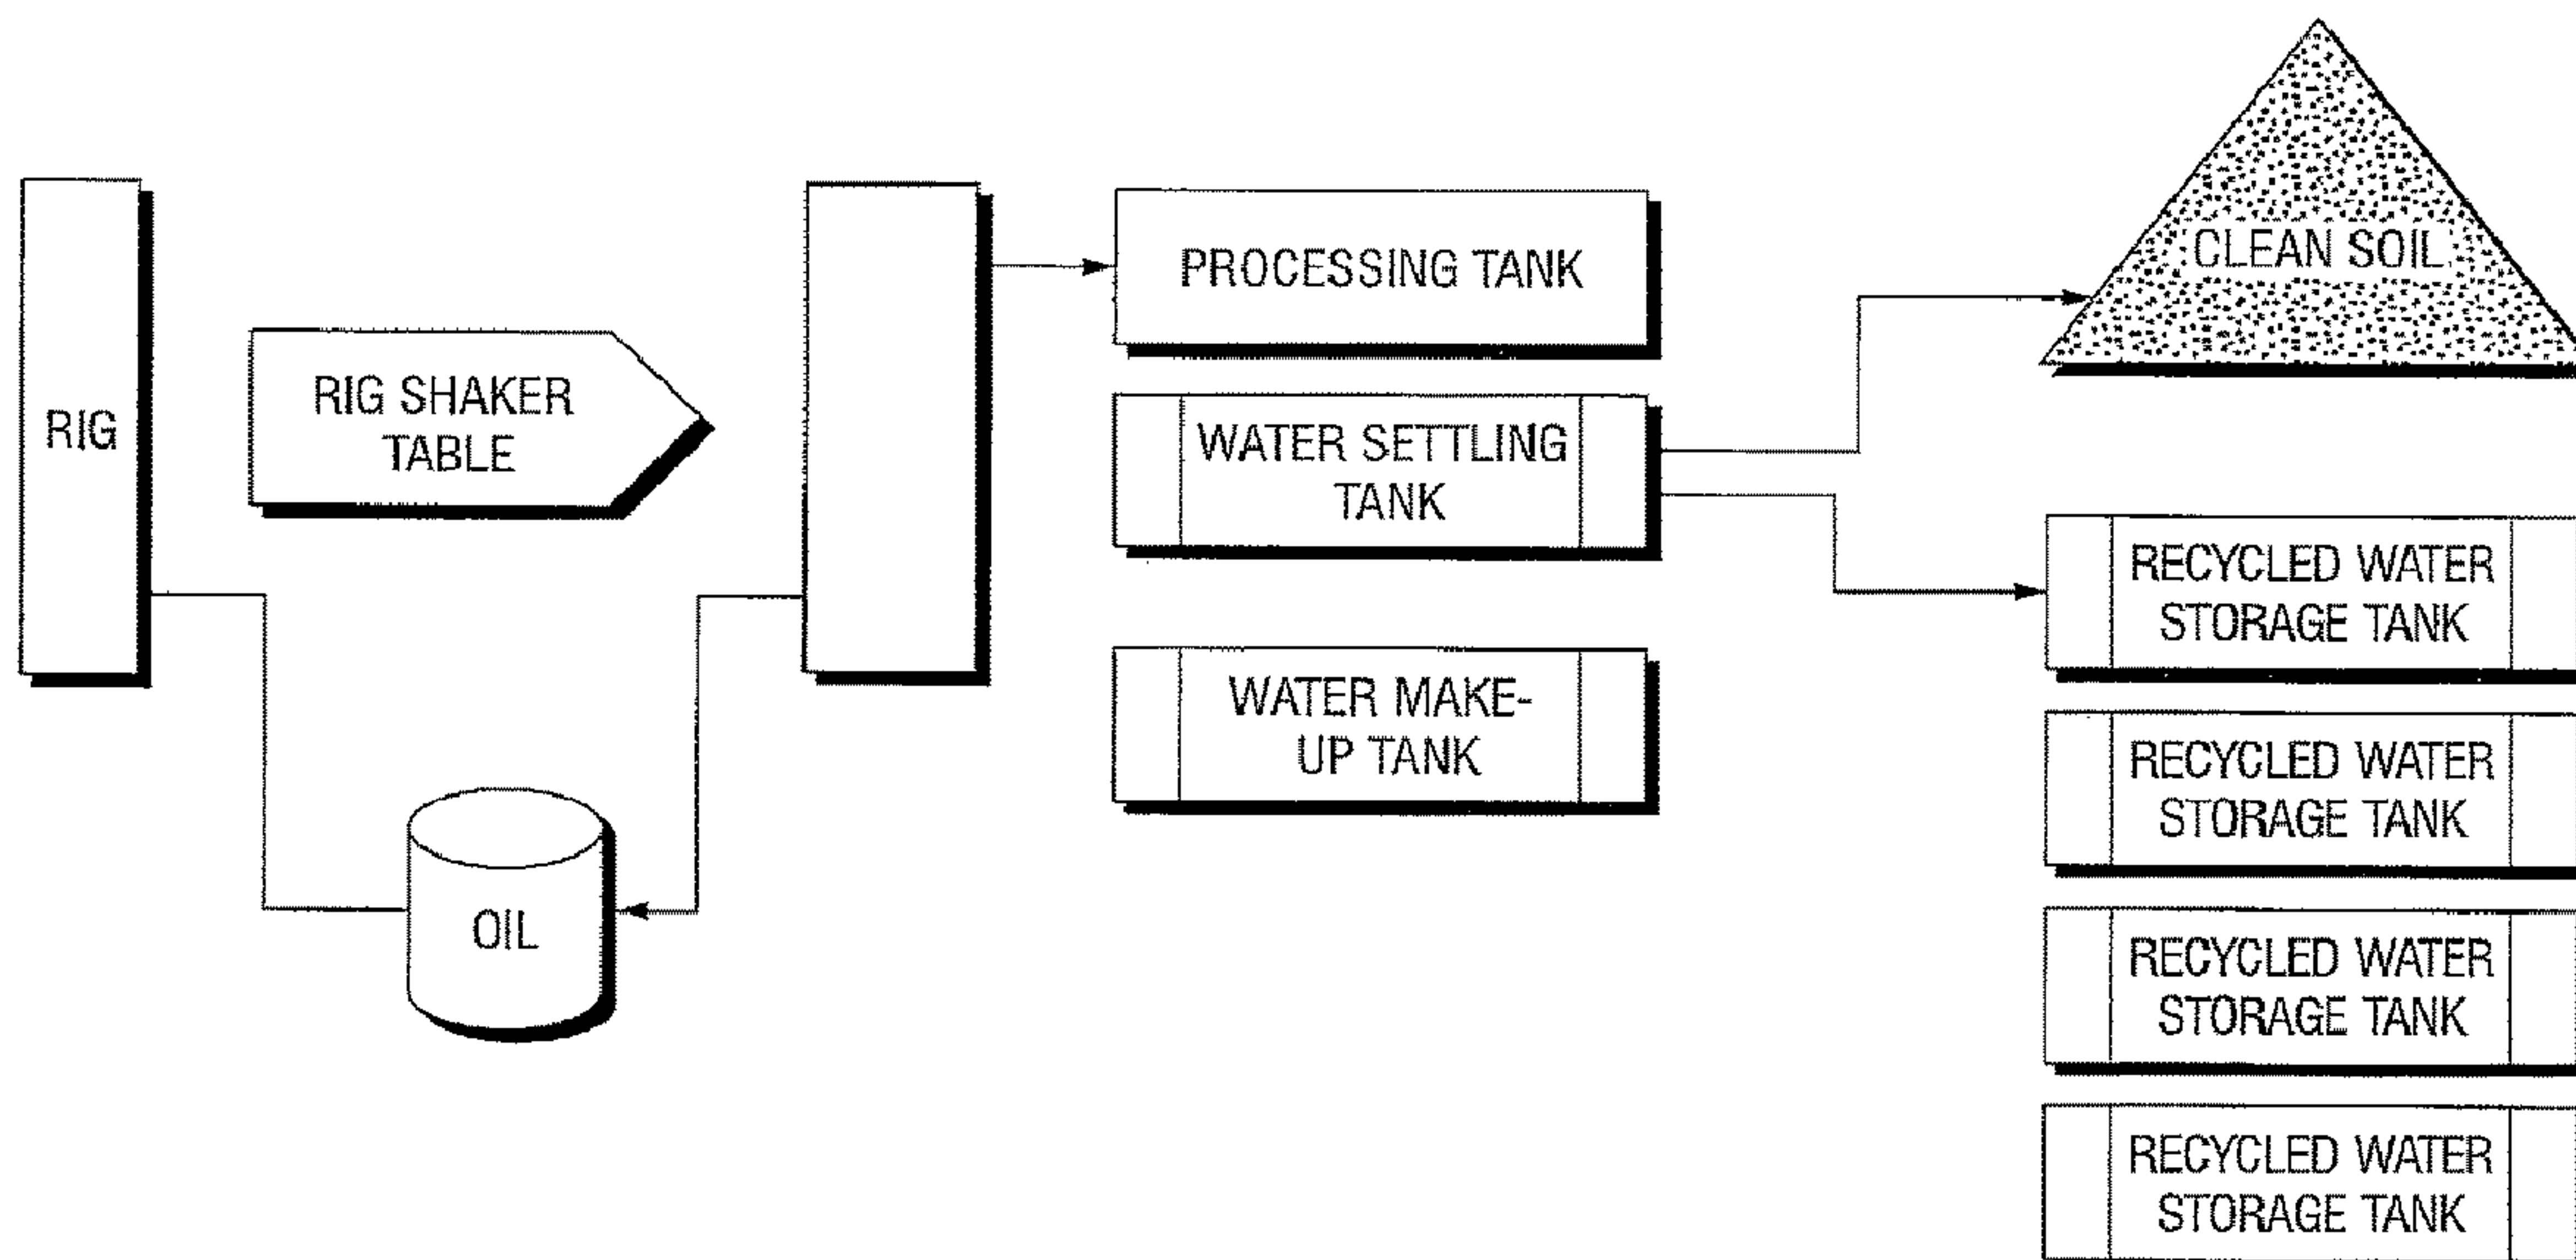 RIG
RIG SHAKER
TABLE
OIL
PROCESSING TANK
WATER SETTLING
TANK
WATER MAKE-
UP TANK
CLEAN SOIL
RECYCLED WATER
STORAGE TANK
RECYCLED WATER
STORAGE TANK
RECYCLED WATER
STORAGE TANK
RECYCLED WATER
STORAGE TANK